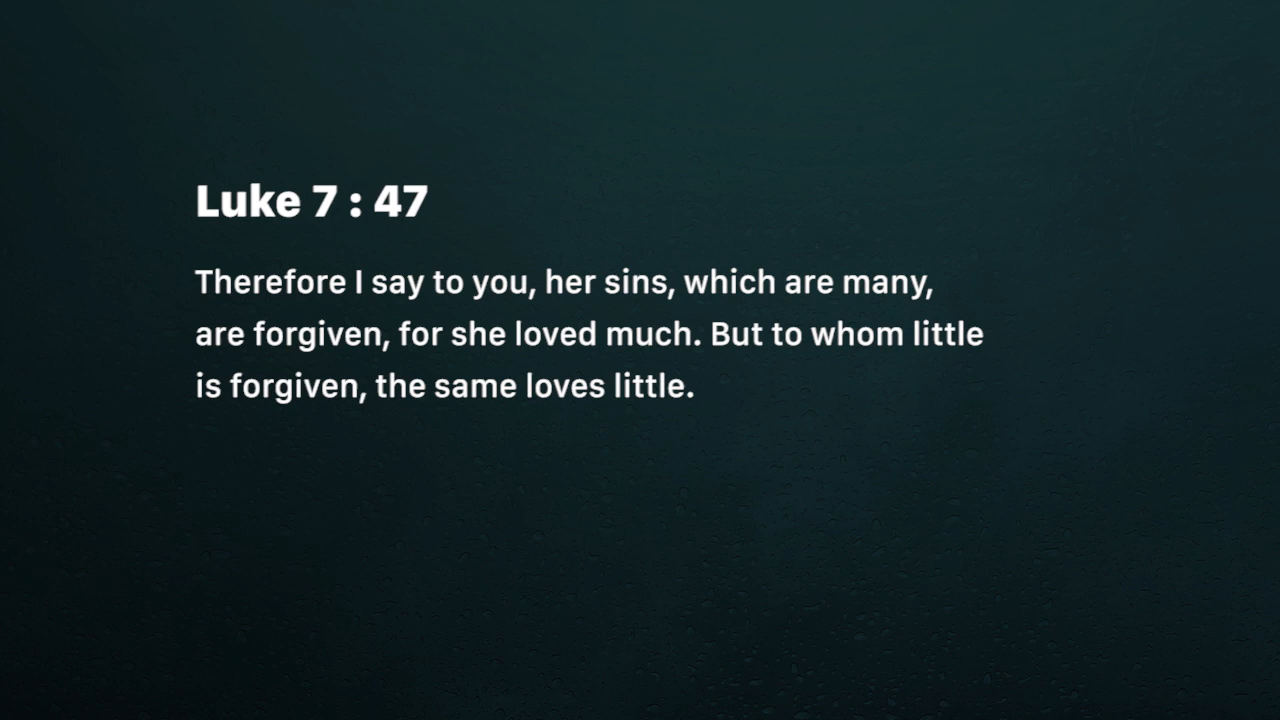 Luke 7 : 47
Therefore I say to you, her sins, which are many,
are forgiven, for she loved much. But to whom little
is forgiven, the same loves little.